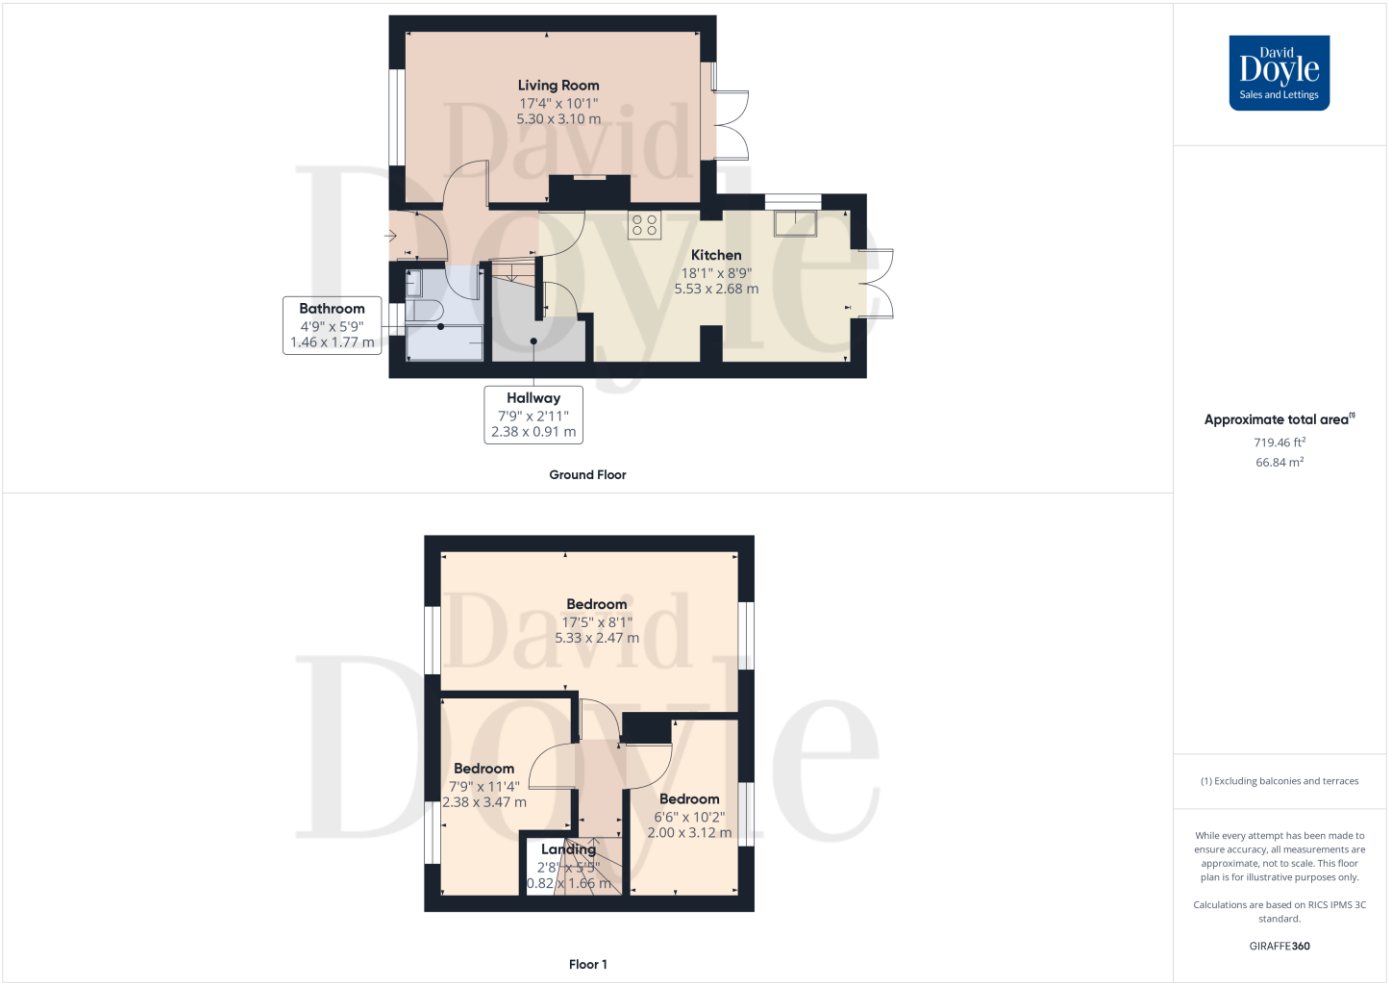 David
Doyle
Sales and Lettings
Living Room
17'4" x 10'1"
5.30 x 3.10 m
David
Doyle
Kitchen
18'1" x 8'9"
5.53 x 2.68 m
Bathroom
4'9" x 5'9"
1.46 x 1.77 m
Hallway
7'9" x 2'11"
2.38 x 0.91 m
Ground Floor
Approximate total area(1)
719.46 ft²
66.84 m²
Bedroom
17'5" x 8'1"
5.33 x 2.47 m
David
Doyle
Bedroom
7'9" x 11'4"
2.38 x 3.47 m
Bedroom
6'6" x 10'2"
2.00 x 3.12 m
Landing
2'8" x 5'5"
0.82 x 1.66 m
Floor 1
(1) Excluding balconies and terraces
While every attempt has been made to
ensure accuracy, all measurements are
approximate, not to scale. This floor
plan is for illustrative purposes only.
Calculations are based on RICS IPMS 3C
standard.
GIRAFFE360